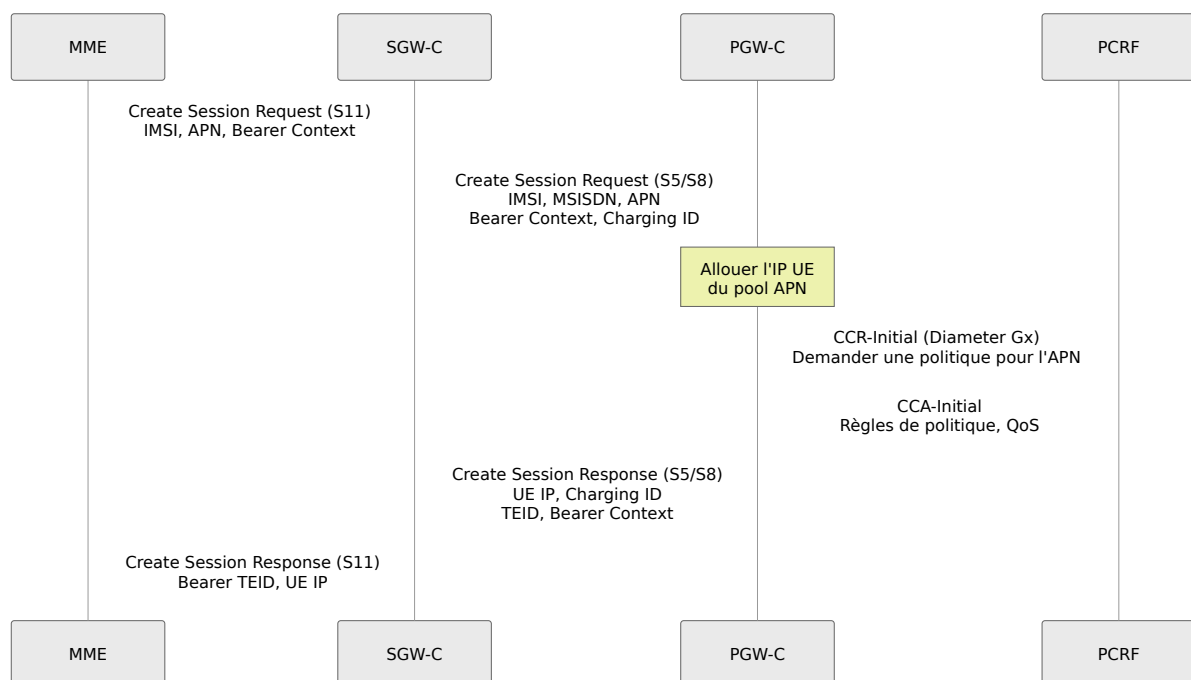 MME
SGW-C
PGW-C
PCRF
Create Session Request (S11)
IMSI, APN, Bearer Context
Create Session Request (S5/S8)
IMSI, MSISDN, APN
Bearer Context, Charging ID
Allouer l'IP UE
du pool APN
CCR-Initial (Diameter Gx)
Demander une politique pour l'APN
CCA-Initial
Règles de politique, QoS
Create Session Response (S5/S8)
UE IP, Charging ID
TEID, Bearer Context
Create Session Response (S11)
Bearer TEID, UE IP
MME
SGW-C
PGW-C
PCRF